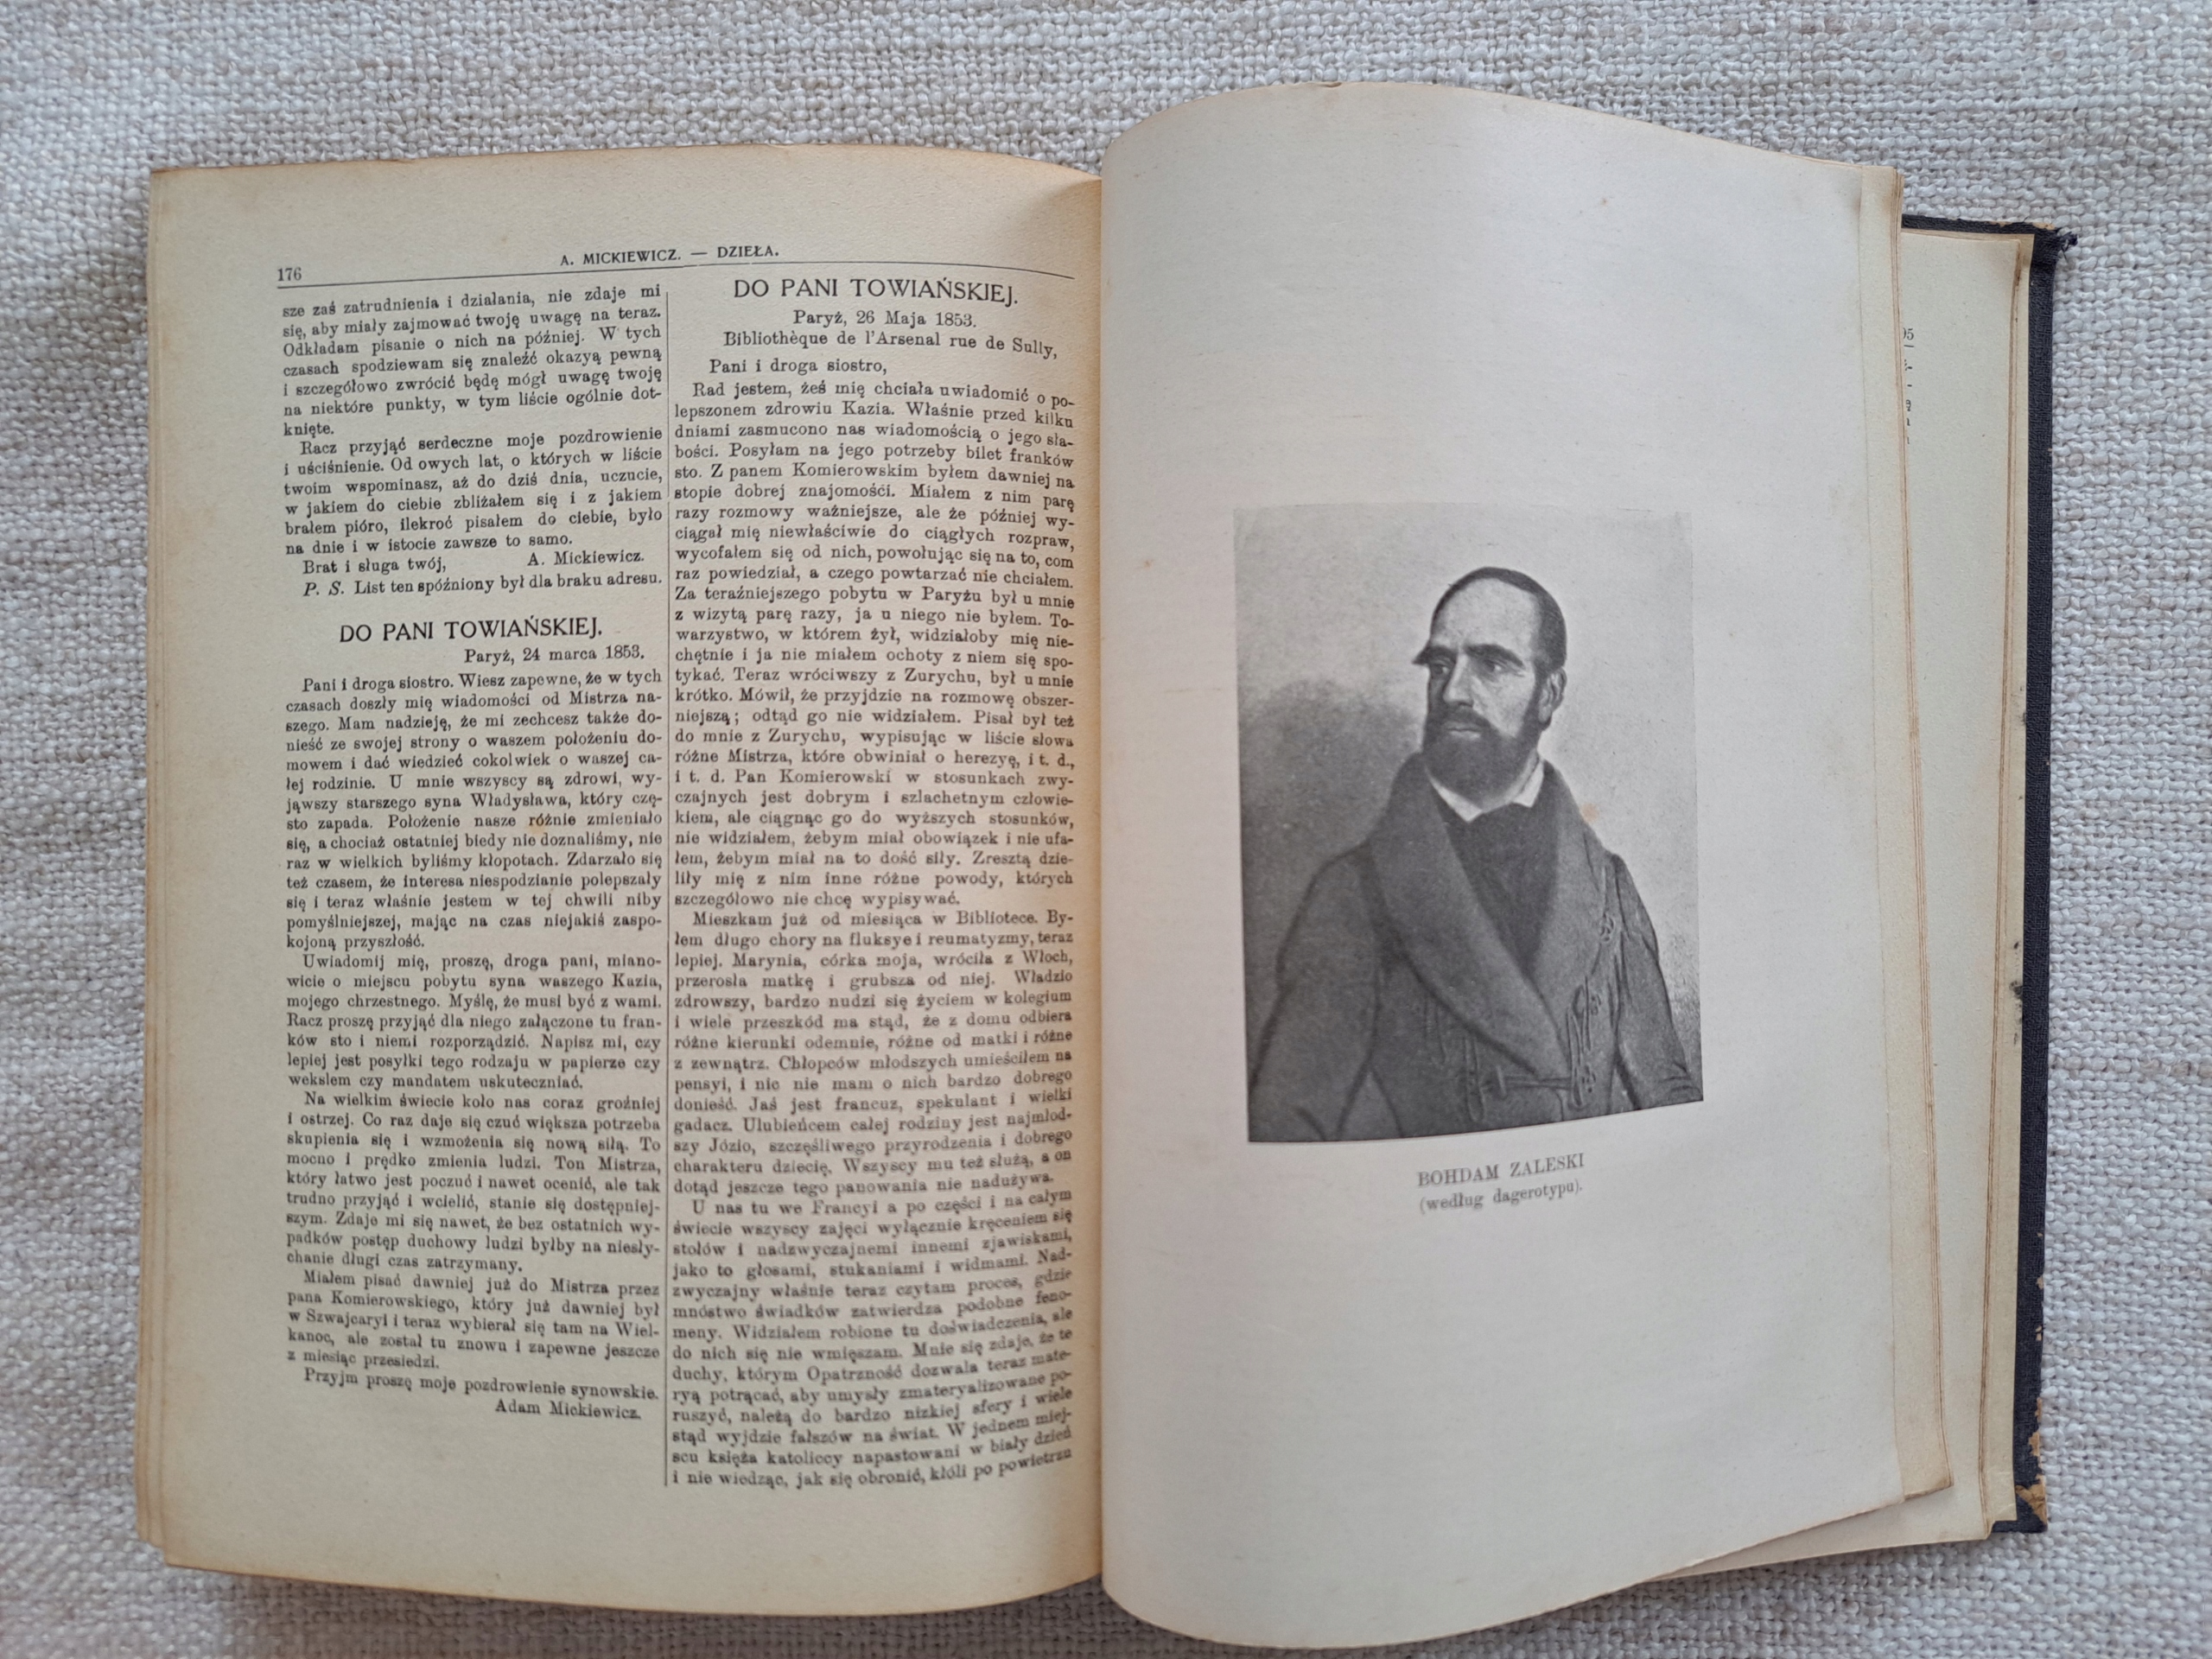 176
A. MICKIEWICZ. — DZIEŁA.
sze zaś zatrudnienia i działania, nie zdaje mi
się, aby miały zajmować twoję uwagę na teraz.
Odkładam pisanie o nich na później. W tych
czasach spodziewam się znaleźć okazyą pewną
i szczegółowo zwrócić będę mógł uwagę twoję
na niektóre punkty, w tym liście ogólnie dot-
knięte.
Racz przyjąć serdeczne moje pozdrowienie
i uściśnienie. Od owych lat, o których w liście
twoim wspominasz, aż do dziś dnia, uczucie,
w jakiem do ciebie zbliżałem się i z jakiem
brałem pióro, ilekroć pisałem do ciebie, było
na dnie i w istocie zawsze to samo.
Brat i sługa twój, A. Mickiewicz.
P. S. List ten spóźniony był dla braku adresu.
DO PANI TOWIAŃSKIEJ.
Paryż, 24 marca 1853.
Pani i droga siostro. Wiesz zapewne, że w tych
czasach doszły mię wiadomości od Mistrza na-
szego. Mam nadzieję, że mi zechcesz także do-
nieść ze swojej strony o waszem położeniu do-
mowem i dać wiedzieć cokolwiek o waszej ca-
łej rodzinie. U mnie wszyscy są zdrowi, wy-
jąwszy starszego syna Władysława, który czę-
sto zapada. Położenie nasze różnie zmieniało
się, a chociaż ostatniej biedy nie doznaliśmy, nie
raz w wielkich byliśmy kłopotach. Zdarzało się
też czasem, że interesa niespodzianie polepszały
się i teraz właśnie jestem w tej chwili niby
pomyślniejszej, mając na czas niejakiś zaspo-
kojoną przyszłość.
Uwiadomij mię, proszę, droga pani, miano-
wicie o miejscu pobytu syna waszego Kazia,
mojego chrzestnego. Myślę, że musi być z wami.
Racz proszę przyjąć dla niego załączone tu fran-
ków sto i niemi rozporządzić. Napisz mi, czy
lepiej jest posyłki tego rodzaju w papierze czy
wekslem czy mandatem uskuteczniać.
Na wielkim świecie koło nas coraz groźniej
i ostrzej. Co raz daje się czuć większa potrzeba
skupienia się i wzmożenia się nową siłą. To
mocno i prędko zmienia ludzi. Ton Mistrza,
który łatwo jest poczuć i nawet ocenić, ale tak
trudno przyjąć i wcielić, stanie się dostępniej-
szym. Zdaje mi się nawet, że bez ostatnich wy-
padków postęp duchowy ludzi byłby na niesły-
chanie długi czas zatrzymany.
Miałem pisać dawniej już do Mistrza przez
pana Komierowskiego, który już dawniej był
w Szwajcaryi i teraz wybierał się tam na Wiel-
kanoc, ale został tu znowu i zapewne jeszcze
z miesiąc przesiedzi.
Przyjm proszę moje pozdrowienie synowskie.
Adam Mickiewicz.
DO PANI TOWIAŃSKIEJ.
Paryż, 26 Maja 1853.
Bibliothèque de l'Arsenal rue de Sully,
Pani i droga siostro,
Rad jestem, żeś mię chciała uwiadomić o po-
lepszonem zdrowiu Kazia. Właśnie przed kilku
dniami zasmucono nas wiadomością o jego sła-
bości. Posyłam na jego potrzeby bilet franków
sto. Z panem Komierowskim byłem dawniej na
stopie dobrej znajomości. Miałem z nim parę
razy rozmowy ważniejsze, ale że później wy-
ciągał mię niewłaściwie do ciągłych rozpraw,
wycofałem się od nich, powołując się na to, com
raz powiedział, a czego powtarzać nie chciałem.
Za teraźniejszego pobytu w Paryżu był u mnie
z wizytą parę razy, ja u niego nie byłem. To-
warzystwo, w którem żył, widziałoby mię nie-
chętnie i ja nie miałem ochoty z niem się spo-
tykać. Teraz wróciwszy z Zurychu, był u mnie
krótko. Mówił, że przyjdzie na rozmowę obszer-
niejszą; odtąd go nie widziałem. Pisał był też
do mnie z Zurychu, wypisując w liście słowa
różne Mistrza, które obwiniał o herezyę, i t. d.,
i t. d. Pan Komierowski w stosunkach zwy-
czajnych jest dobrym i szlachetnym człowie-
kiem, ale ciągnąc go do wyższych stosunków,
nie widziałem, żebym miał obowiązek i nie ufa-
łem, żebym miał na to dość siły. Zresztą dzie-
liły mię z nim inne różne powody, których
szczegółowo nie chcę wypisywać.
Mieszkam już od miesiąca w Bibliotece. By-
łem długo chory na fluksye i reumatyzmy, teraz
lepiej. Marynia, córka moja, wróciła z Włoch,
przerosła matkę i grubsza od niej. Władzio
zdrowszy, bardzo nudzi się życiem w kolegium
i wiele przeszkód ma stąd, że z domu odbiera
różne kierunki odemnie, różne od matki i różne
z zewnątrz. Chłopców młodszych umieściłem na
pensyi, i nic nie mam o nich bardzo dobrego
donieść. Jaś jest francuz, spekulant i wielki
gadacz. Ulubieńcem całej rodziny jest najmłod-
szy Józio, szczęśliwego przyrodzenia i dobrego
charakteru dziecię. Wszyscy mu też służą, a on
dotąd jeszcze tego panowania nie nadużywa.
U nas tu we Francyi a po części i na całym
świecie wszyscy zajęci wyłącznie kręceniem się
stołów i nadzwyczajnemi innemi zjawiskami,
jako to głosami, stukaniami i widmami. Nad-
zwyczajny właśnie teraz czytam proces, gdzie
mnóstwo świadków zatwierdza podobne feno-
meny. Widziałem robione tu doświadczenia, ale
do nich się nie wmięszam. Mnie się zdaje, że te
duchy, którym Opatrzność dozwala teraz mate-
ryą potrącać, aby umysły zmateryalizowane po-
ruszyć, należą do bardzo nizkiej sfery i wiele
stąd wyjdzie fałszów na świat. W jednem miej-
scu księża katoliccy napastowani w biały dzień
i nie wiedząc, jak się obronić, kłóli po powietrzu
BOHDAM ZALESKI
(według dagerotypu).